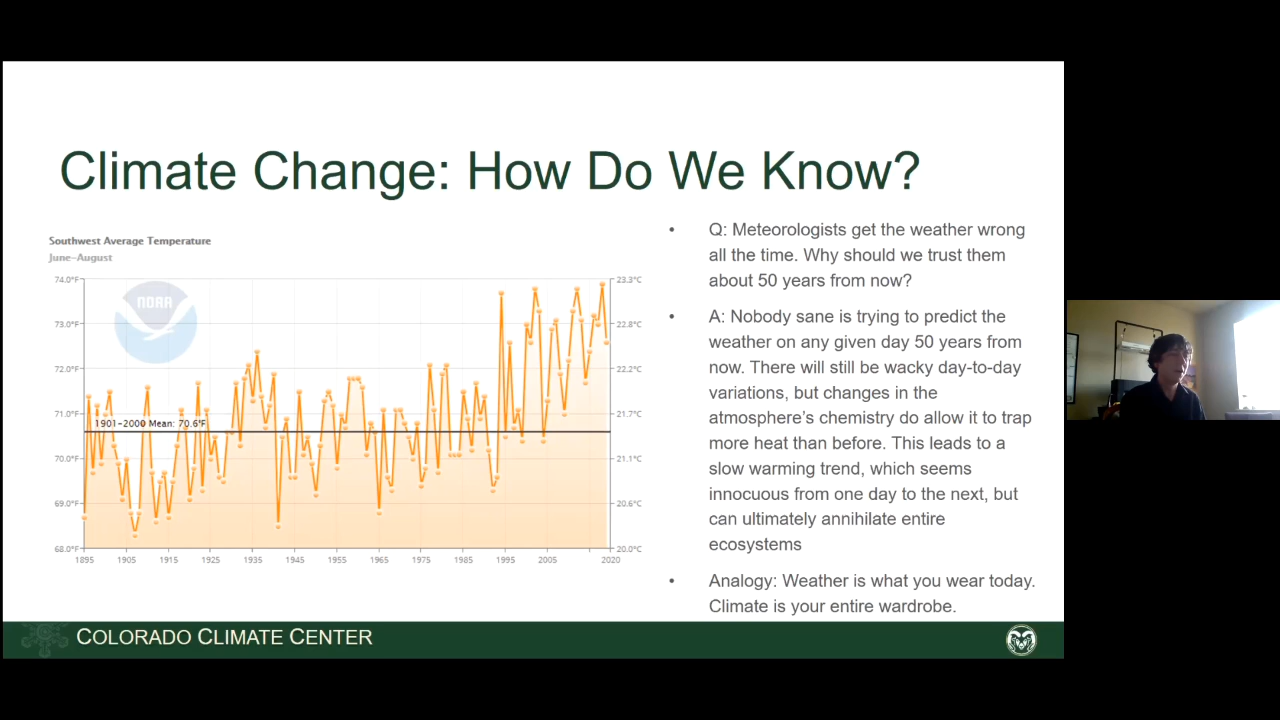 Climate Change: How Do We Know?
Southwest Average Temperature
June–August
74.0°F
73.0°F
72.0°F
71.0°F
70.0°F
69.0°F
68.0°F
NOAA
1901–2000 Mean: 70.6°F
23.3°C
22.8°C
22.2°C
21.7°C
21.1°C
20.6°C
20.0°C
1895 1905 1915 1925 1935 1945 1955 1965 1975 1985 1995 2005 2020
• Q: Meteorologists get the weather wrong
all the time. Why should we trust them
about 50 years from now?
• A: Nobody sane is trying to predict the
weather on any given day 50 years from
now. There will still be wacky day-to-day
variations, but changes in the
atmosphere’s chemistry do allow it to trap
more heat than before. This leads to a
slow warming trend, which seems
innocuous from one day to the next, but
can ultimately annihilate entire
ecosystems
• Analogy: Weather is what you wear today.
Climate is your entire wardrobe.
COLORADO CLIMATE CENTER